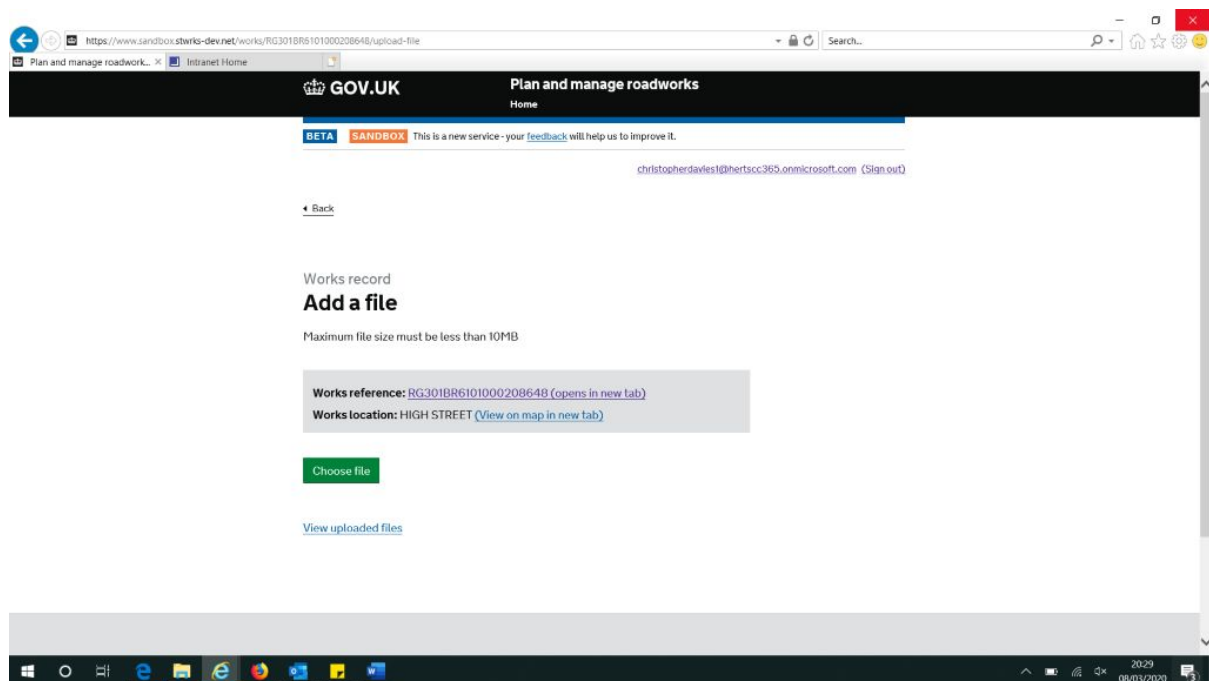 https://www.sandbox.stwrks-dev.net/works/RG301BR6101000208648/upload-file
Search...
Plan and manage roadwork...
Intranet Home
GOV.UK
Plan and manage roadworks
Home
BETA SANDBOX This is a new service - your feedback will help us to improve it.
christopherdavies1@hertscc365.onmicrosoft.com (Sign out)
Back
Works record
Add a file
Maximum file size must be less than 10MB
Works reference: RG301BR6101000208648 (opens in new tab)
Works location: HIGH STREET (View on map in new tab)
Choose file
View uploaded files
20:29
08/03/2020